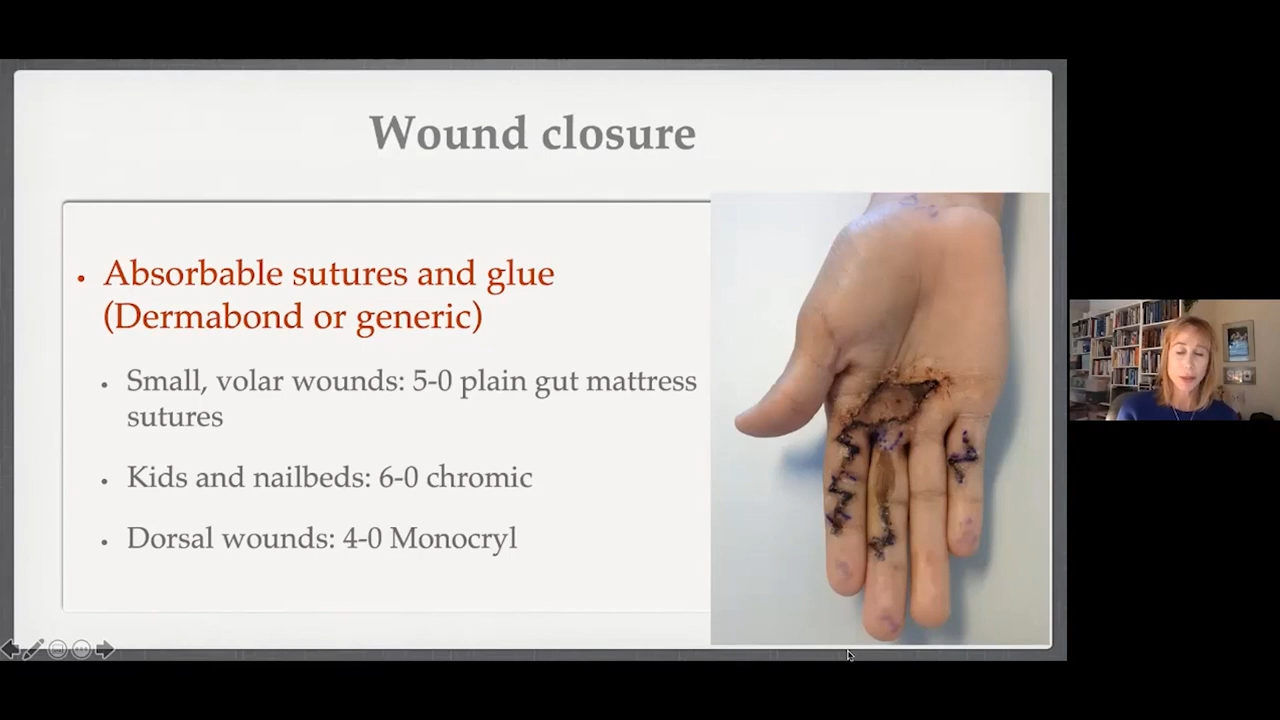 Wound closure
• Absorbable sutures and glue
(Dermabond or generic)
• Small, volar wounds: 5-0 plain gut mattress
sutures
• Kids and nailbeds: 6-0 chromic
• Dorsal wounds: 4-0 Monocryl